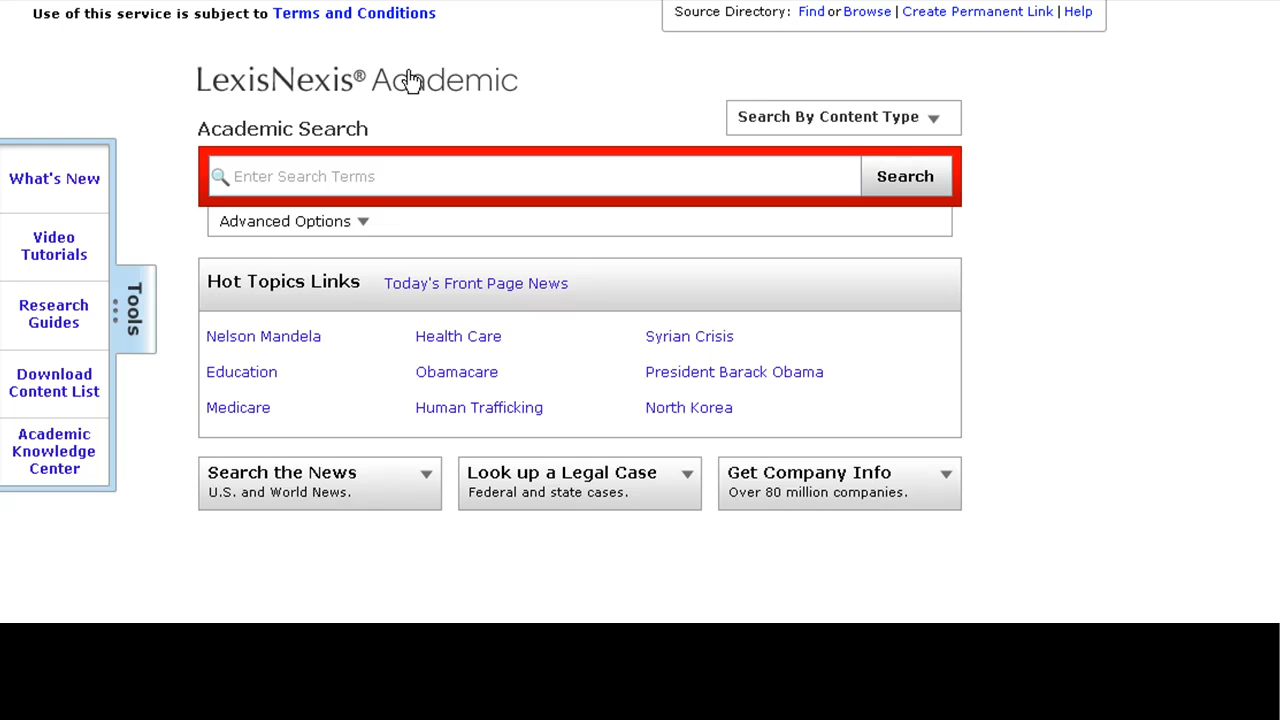 Use of this service is subject to Terms and Conditions
Source Directory: Find or Browse | Create Permanent Link | Help
LexisNexis® Academic
Search By Content Type
Academic Search
Enter Search Terms
Search
Advanced Options
What's New
Video
Tutorials
Research
Guides
Download
Content List
Academic
Knowledge
Center
Tools
Hot Topics Links Today's Front Page News
Nelson Mandela Health Care Syrian Crisis
Education Obamacare President Barack Obama
Medicare Human Trafficking North Korea
Search the News
U.S. and World News.
Look up a Legal Case
Federal and state cases.
Get Company Info
Over 80 million companies.